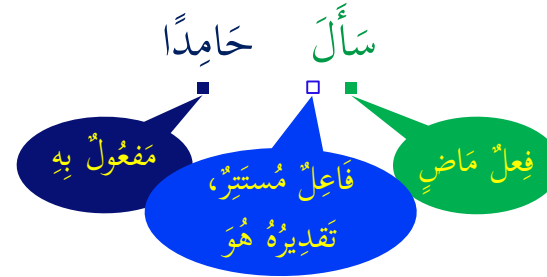 سَأَلَ حَامِدًا
فِعلٌ مَاضٍ
فَاعِلٌ مُستَتِرٌ،
تَقدِيرُهُ هُوَ
مَفعُولٌ بِهِ